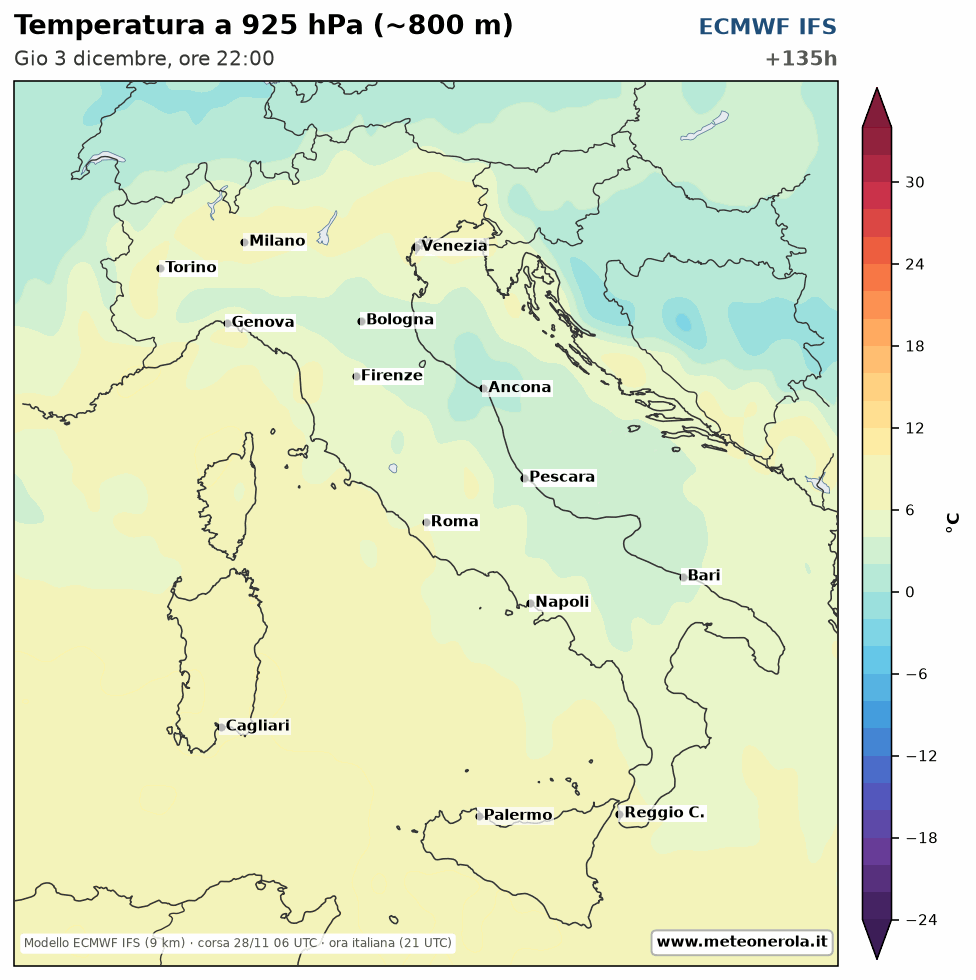 Temperatura a 925 hPa (~800 m)
ECMWF IFS
Gio 3 dicembre, ore 22:00
+135h
Milano
Venezia
Torino
Genova
Bologna
Firenze
Ancona
Pescara
Roma
Bari
Napoli
Cagliari
Palermo
Reggio C.
30
24
18
12
6
0
−6
−12
−18
−24
°C
Modello ECMWF IFS (9 km) · corsa 28/11 06 UTC · ora italiana (21 UTC)
www.meteonerola.it